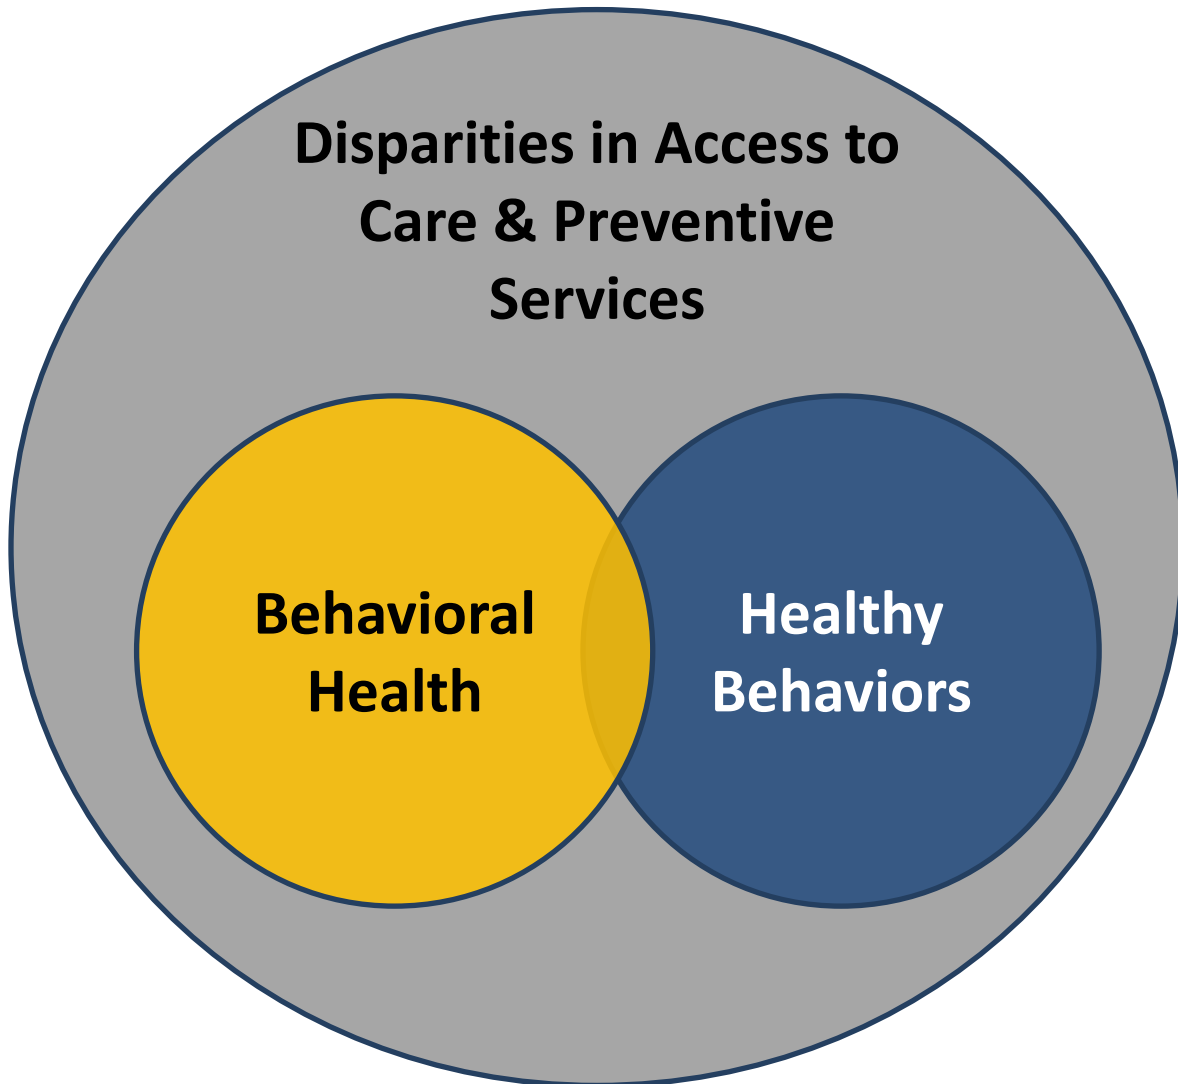 Disparities in Access to
Care & Preventive
Services
Behavioral
Health
Healthy
Behaviors